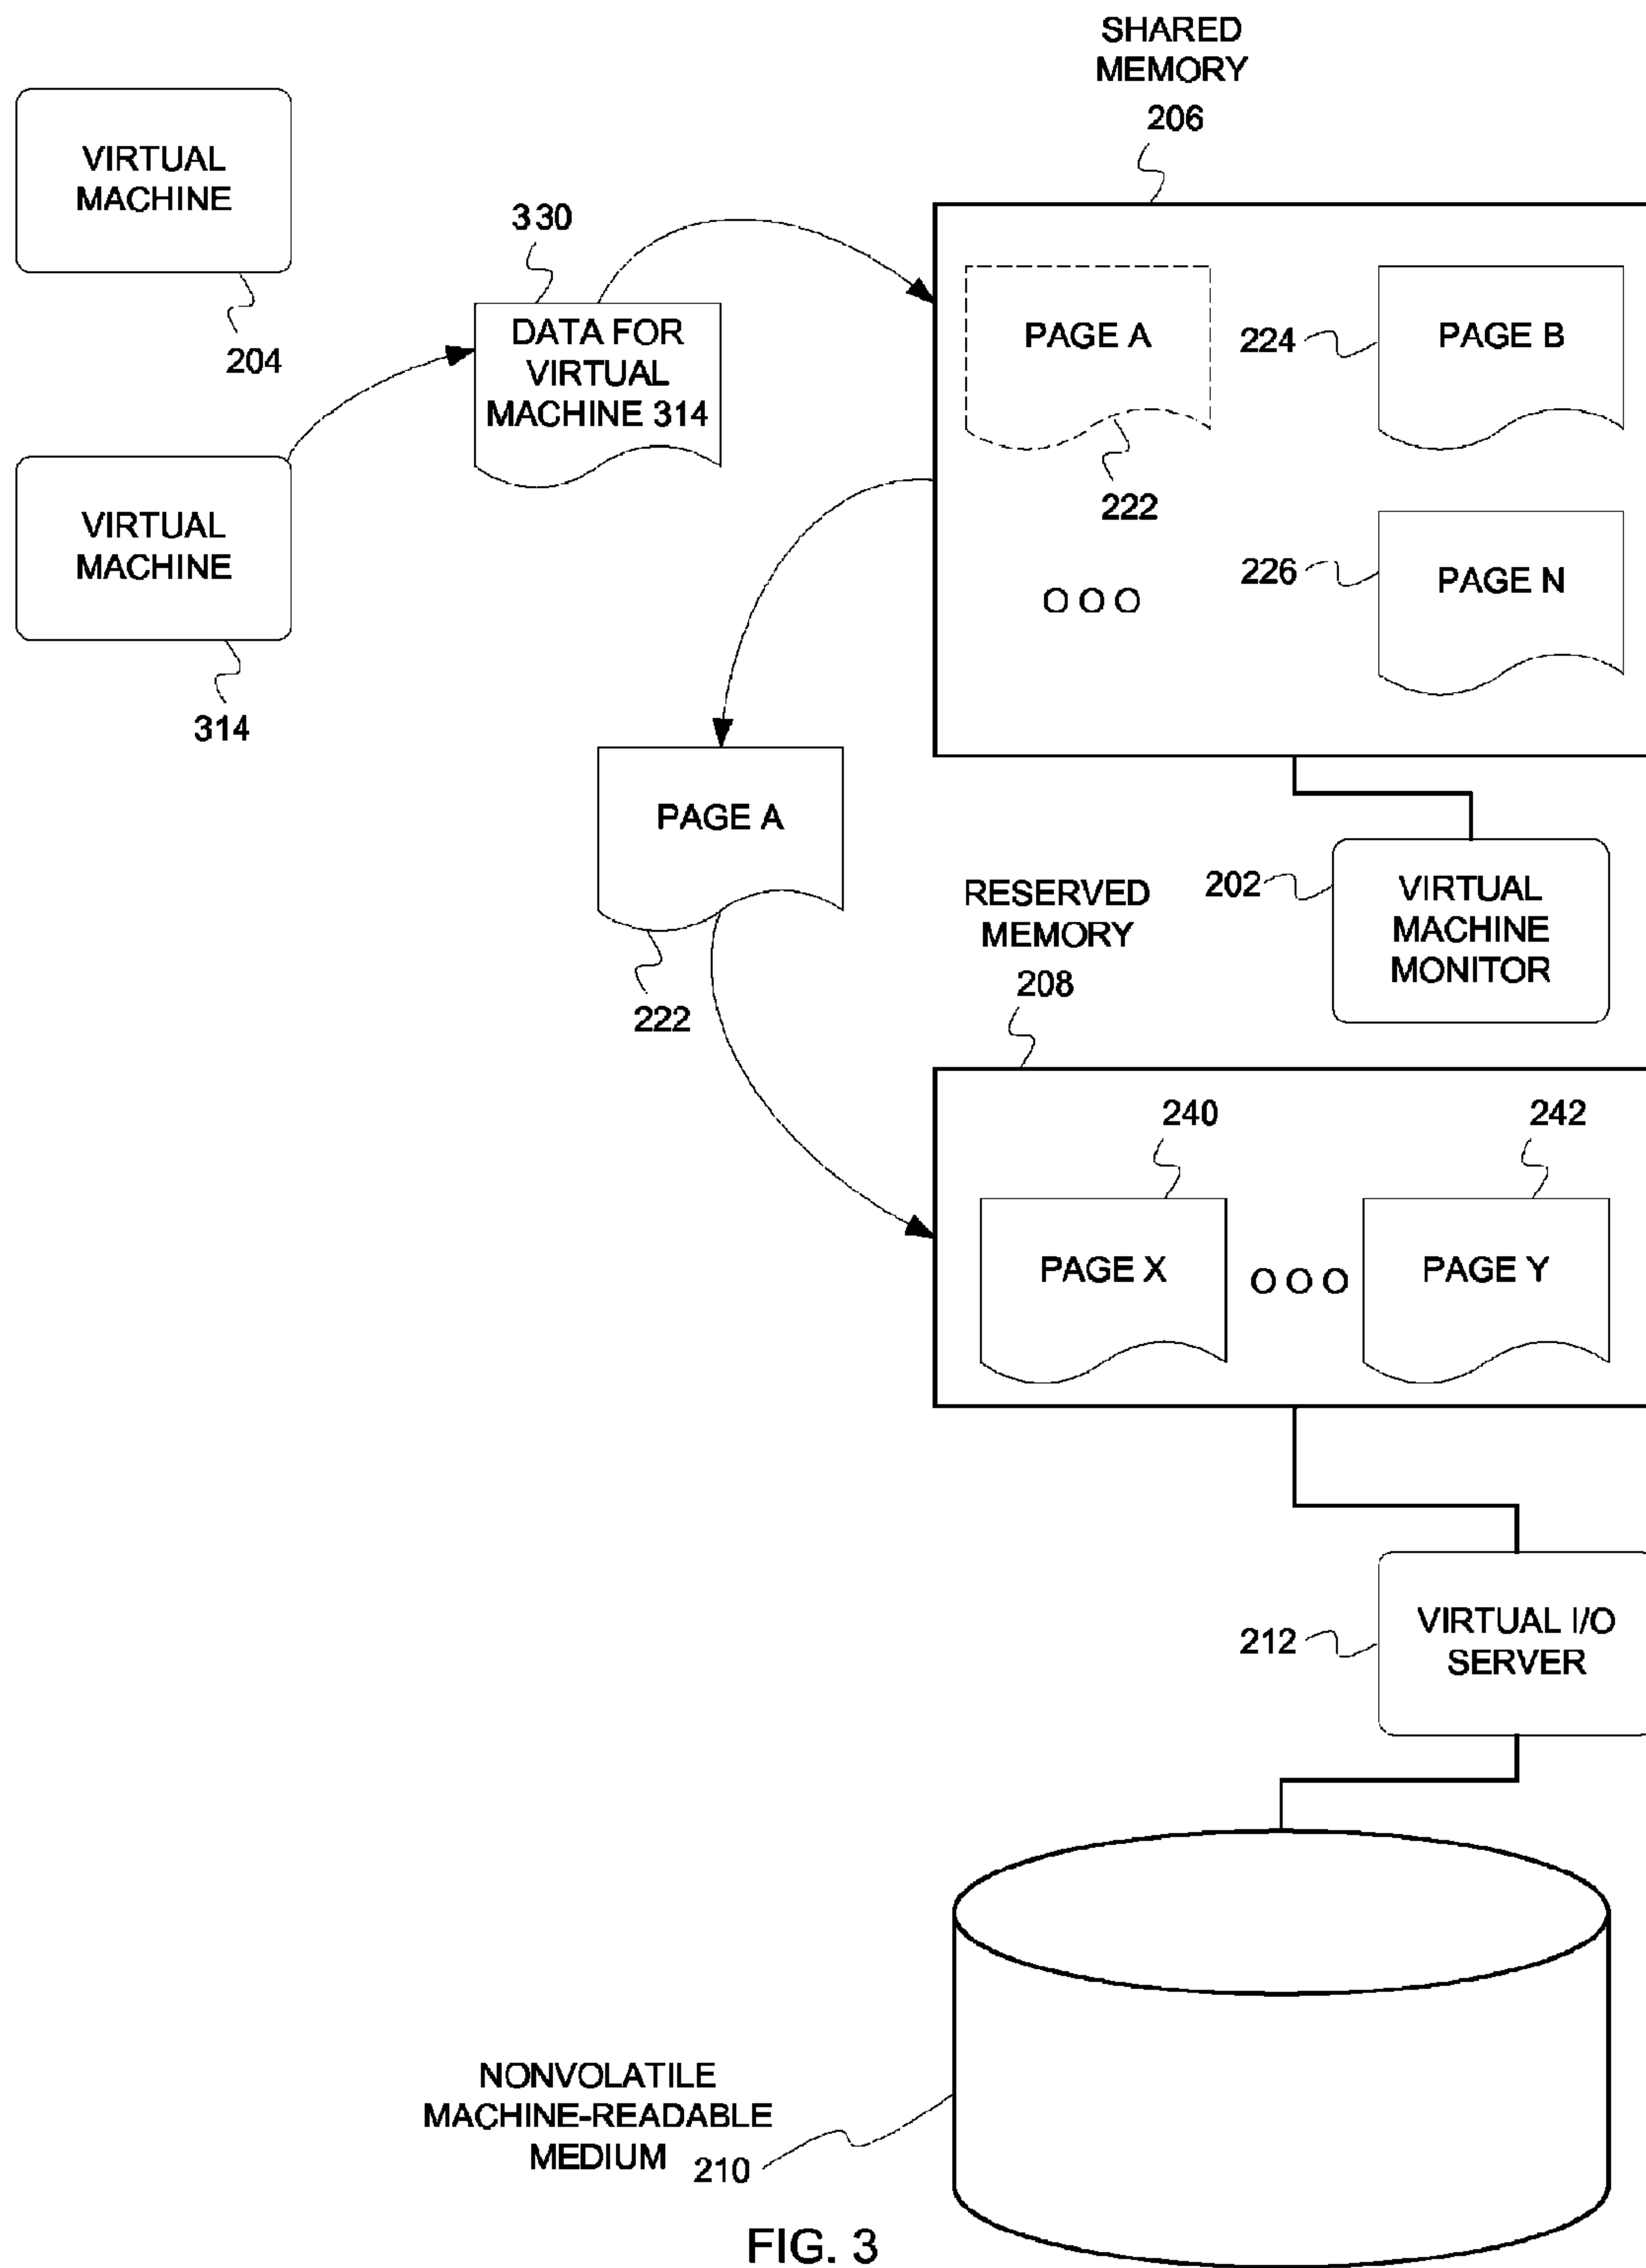 SHARED
MEMORY
206
VIRTUAL
MACHINE
204
330
DATA FOR
VIRTUAL
MACHINE 314
PAGE A
222
224
PAGE B
VIRTUAL
MACHINE
314
226
PAGE N
OOO
PAGE A
222
202
VIRTUAL
MACHINE
MONITOR
RESERVED
MEMORY
208
240
242
PAGE X
OOO
PAGE Y
212
VIRTUAL I/O
SERVER
NONVOLATILE
MACHINE-READABLE
MEDIUM
210
FIG. 3